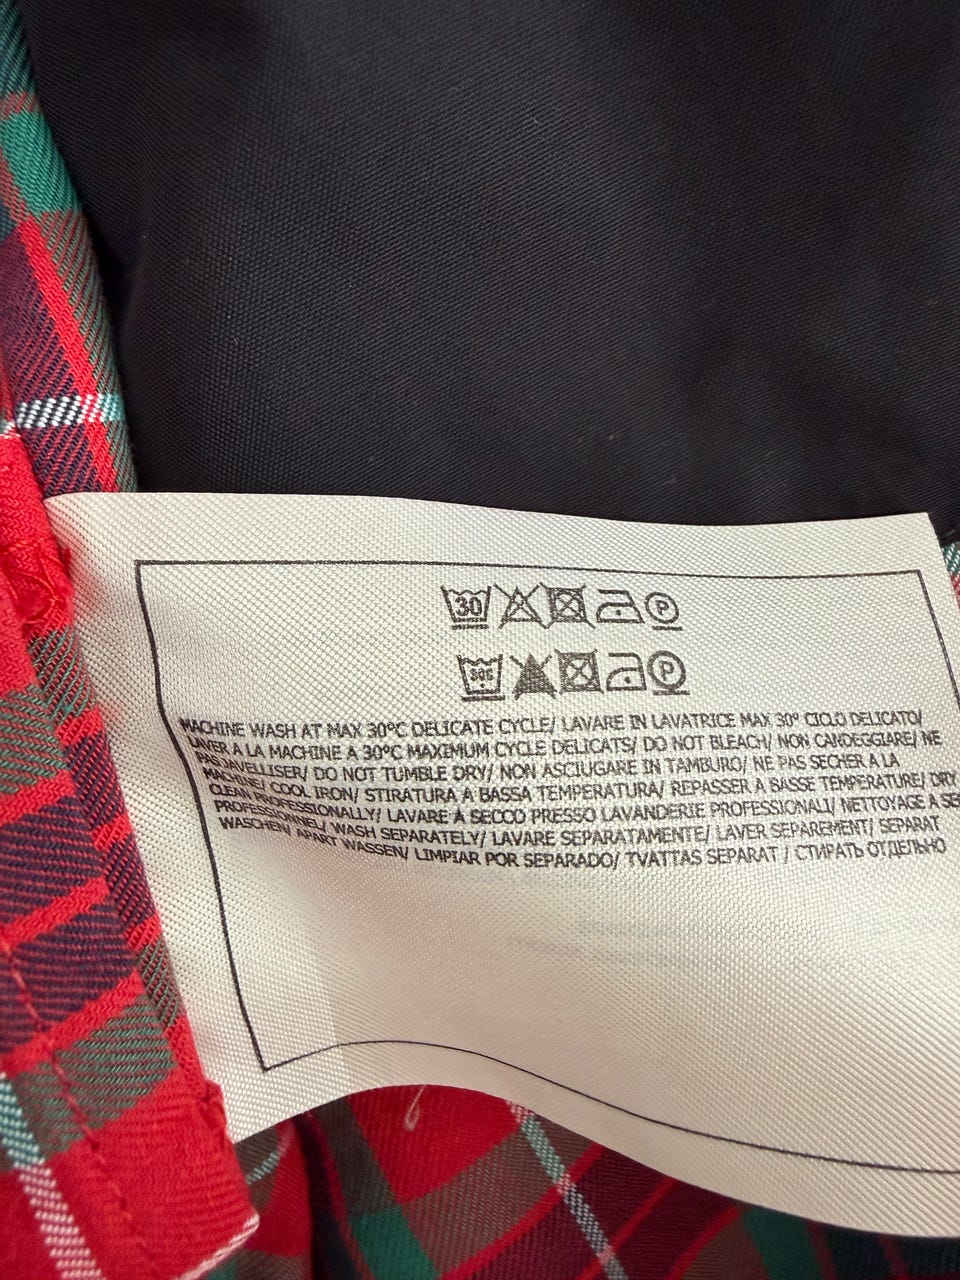 30 P
P
MACHINE WASH AT MAX 30°C DELICATE CYCLE/ LAVARE IN LAVATRICE MAX 30° CICLO DELICATO/
LAVER A LA MACHINE A 30°C MAXIMUM CYCLE DELICATS/ DO NOT BLEACH/ NON CANDEGGIARE/ NE
PAS JAVELLISER/ DO NOT TUMBLE DRY/ NON ASCIUGARE IN TAMBURO/ NE PAS SECHER A LA
MACHINE/ COOL IRON/ STIRATURA A BASSA TEMPERATURA/ REPASSER A BASSE TEMPERATURE/ DRY
CLEAN PROFESSIONALLY/ LAVARE A SECCO PRESSO LAVANDERIE PROFESSIONALI/ NETTOYAGE A SE
PROFESSIONNEL/ WASH SEPARATELY/ LAVARE SEPARATAMENTE/ LAVER SEPAREMENT/ SEPARAT
WASCHEN/ APART WASSEN/ LIMPIAR POR SEPARADO/ TVATTAS SEPARAT / СТИРАТЬ ОТДЕЛЬНО